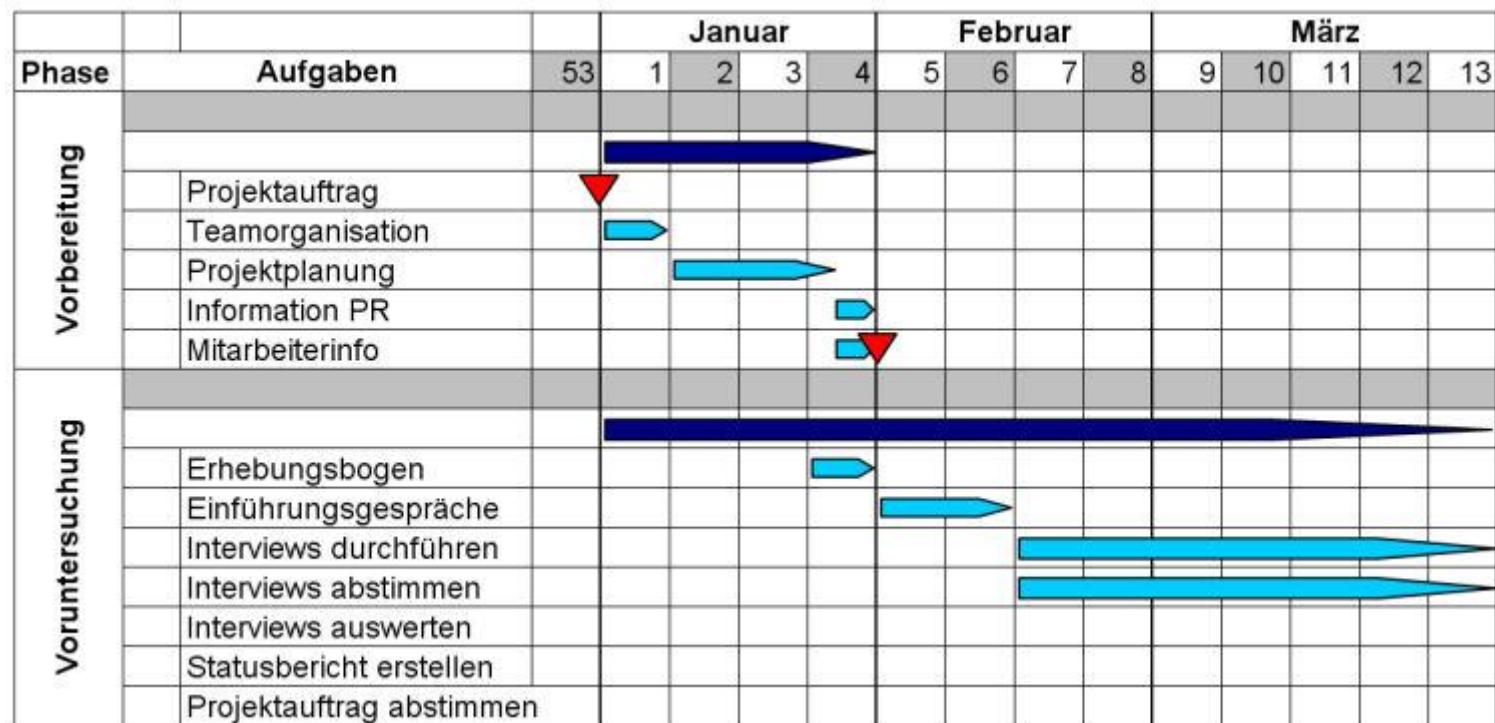 Januar Februar März
Phase Aufgaben 53 1 2 3 4 5 6 7 8 9 10 11 12 13
Vorbereitung
Projektauftrag
Teamorganisation
Projektplanung
Information PR
Mitarbeiterinfo
Voruntersuchung
Erhebungsbogen
Einführungsgespräche
Interviews durchführen
Interviews abstimmen
Interviews auswerten
Statusbericht erstellen
Projektauftrag abstimmen